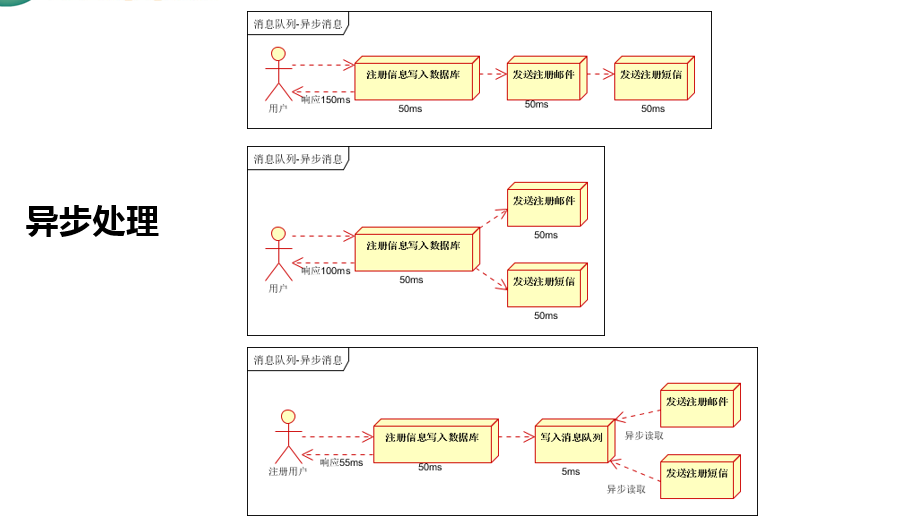 消息队列-异步消息
注册信息写入数据库
发送注册邮件
发送注册短信
响应150ms
用户
50ms
50ms
50ms
异步处理
消息队列-异步消息
发送注册邮件
50ms
注册信息写入数据库
响应100ms
用户
50ms
发送注册短信
50ms
消息队列-异步消息
发送注册邮件
注册信息写入数据库
写入消息队列
异步读取
响应55ms
注册用户
50ms
5ms
发送注册短信
异步读取